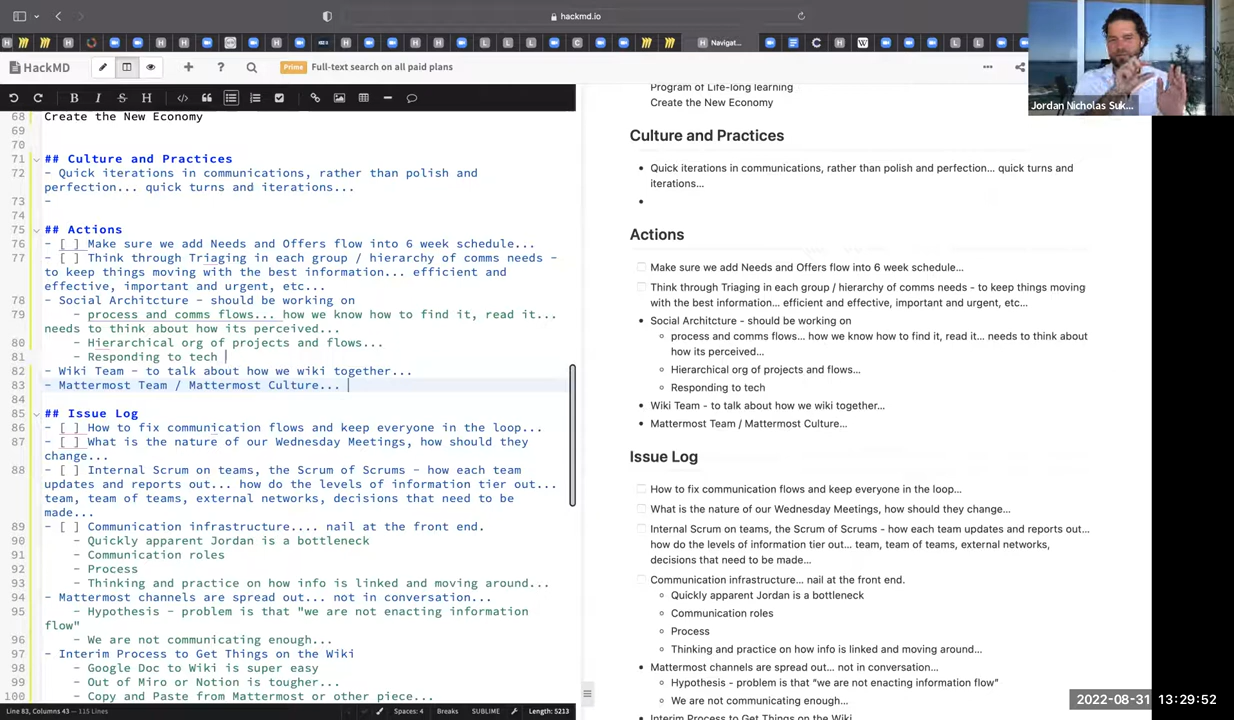 hackmd.io
Navigat...
HackMD
Prime Full-text search on all paid plans
68 Create the New Economy
69
70
71 ## Culture and Practices
72 - Quick iterations in communications, rather than polish and
perfection... quick turns and iterations...
73 -
74
75 ## Actions
76 - [ ] Make sure we add Needs and Offers flow into 6 week schedule...
77 - [ ] Think through Triaging in each group / hierarchy of comms needs -
to keep things moving with the best information... efficient and
effective, important and urgent, etc...
78 - Social Architcture - should be working on
79 - process and comms flows... how we know how to find it, read it...
needs to think about how its perceived...
80 - Hierarchical org of projects and flows...
81 - Responding to tech
82 - Wiki Team - to talk about how we wiki together...
83 - Mattermost Team / Mattermost Culture...
84
85 ## Issue Log
86 - [ ] How to fix communication flows and keep everyone in the loop...
87 - [ ] What is the nature of our Wednesday Meetings, how should they
change...
88 - [ ] Internal Scrum on teams, the Scrum of Scrums - how each team
updates and reports out... how do the levels of information tier out...
team, team of teams, external networks, decisions that need to be
made...
89 - [ ] Communication infrastructure.... nail at the front end.
90 - Quickly apparent Jordan is a bottleneck
91 - Communication roles
92 - Process
93 - Thinking and practice on how info is linked and moving around...
94 - Mattermost channels are spread out... not in conversation...
95 - Hypothesis - problem is that "we are not enacting information
flow"
96 - We are not communicating enough...
97 - Interim Process to Get Things on the Wiki
98 - Google Doc to Wiki is super easy
99 - Out of Miro or Notion is tougher...
100 - Copy and Paste from Mattermost or other piece...
Line 83, Columns 43 — 115 Lines
Spaces: 4
Breaks
SUBLIME
Length: 5213
Program of Life-long learning
Create the New Economy
Culture and Practices
Quick iterations in communications, rather than polish and perfection... quick turns and
iterations...
Actions
Make sure we add Needs and Offers flow into 6 week schedule...
Think through Triaging in each group / hierarchy of comms needs - to keep things moving
with the best information... efficient and effective, important and urgent, etc...
Social Architcture - should be working on
process and comms flows... how we know how to find it, read it... needs to think about
how its perceived...
Hierarchical org of projects and flows...
Responding to tech
Wiki Team - to talk about how we wiki together...
Mattermost Team / Mattermost Culture...
Issue Log
How to fix communication flows and keep everyone in the loop...
What is the nature of our Wednesday Meetings, how should they change...
Internal Scrum on teams, the Scrum of Scrums - how each team updates and reports out...
how do the levels of information tier out... team, team of teams, external networks,
decisions that need to be made...
Communication infrastructure... nail at the front end.
Quickly apparent Jordan is a bottleneck
Communication roles
Process
Thinking and practice on how info is linked and moving around...
Mattermost channels are spread out... not in conversation...
Hypothesis - problem is that "we are not enacting information flow"
We are not communicating enough...
Interim Process to Get Things on the Wiki
Jordan Nicholas Suk...
2022-08-31 13:29:52